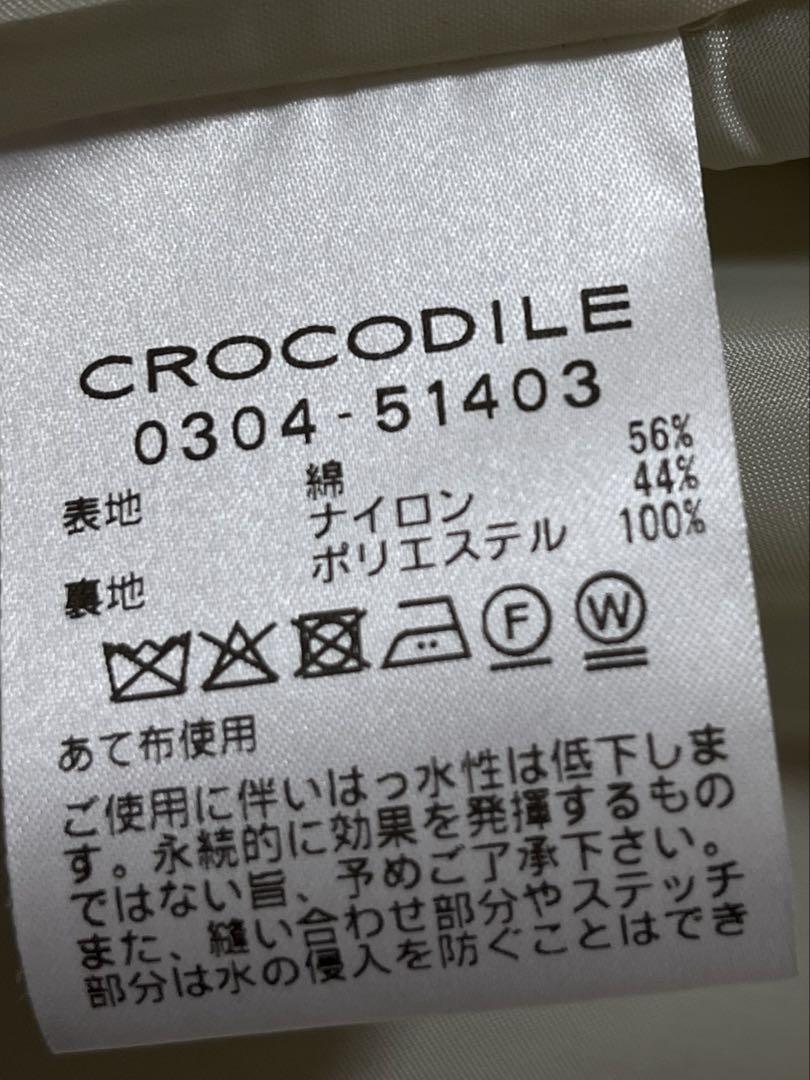 CROCODILE
0304-51403
表地 綿 56%
ナイロン 44%
裏地 ポリエステル 100%
F W
あて布使用
ご使用に伴いはっ水性は低下しま
す。永続的に効果を発揮するもの
ではない旨、予めご了承下さい。
また、縫い合わせ部分やステッチ
部分は水の侵入を防ぐことはでき